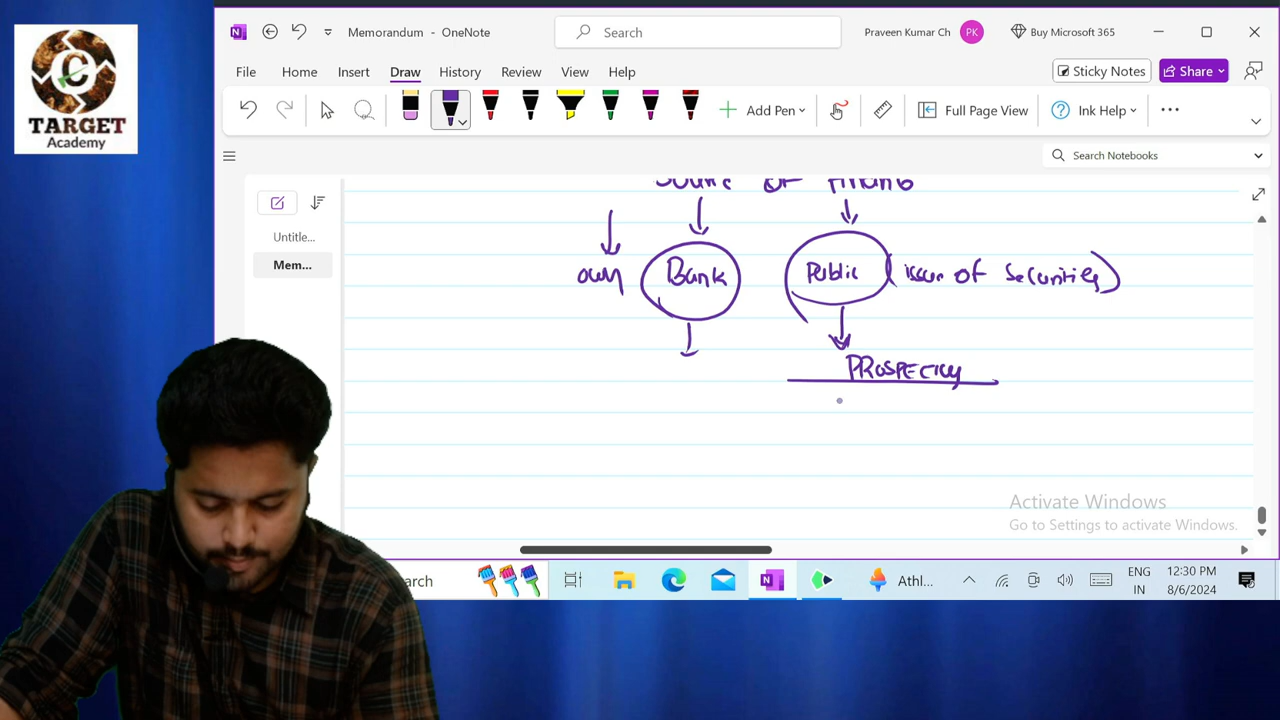 TARGET
Academy
Memorandum - OneNote
Search
Praveen Kumar Ch
PK
Buy Microsoft 365
File Home Insert Draw History Review View Help
Sticky Notes
Share
Add Pen
Full Page View
Ink Help
Search Notebooks
Untitle...
Mem...
Source of
own
Bank
Public (issue of Securities)
PROSPECTUS
Activate Windows
Go to Settings to activate Windows.
arch
Athl...
ENG
IN
12:30 PM
8/6/2024